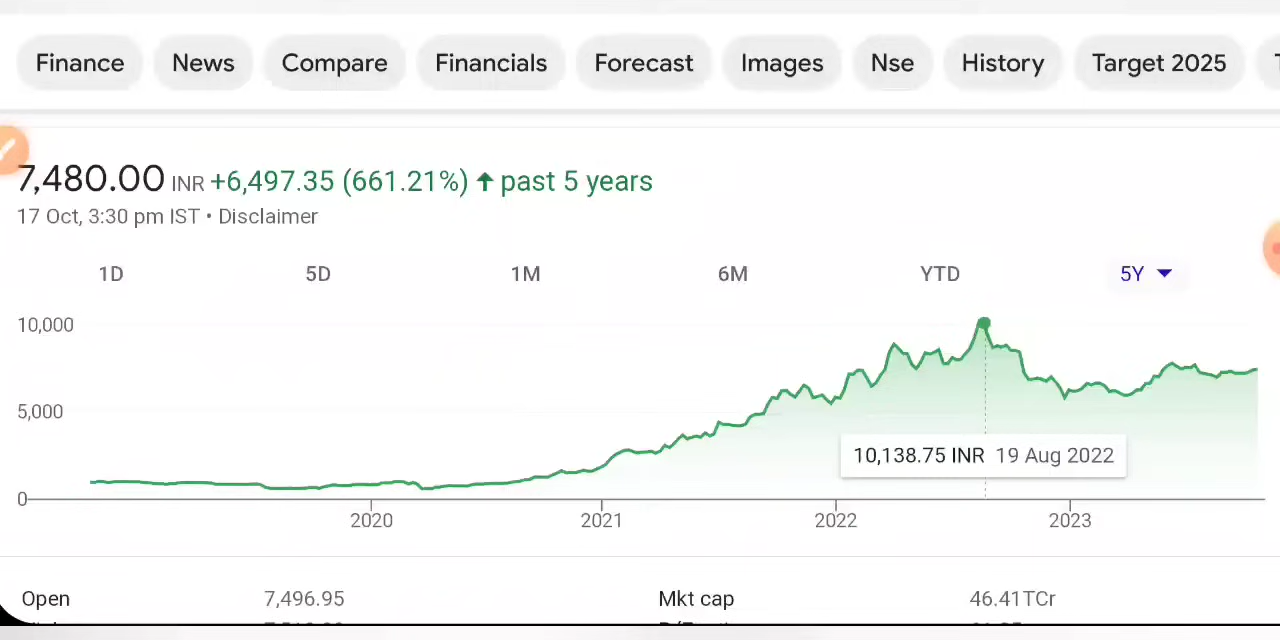 Finance News Compare Financials Forecast Images Nse History Target 2025
7,480.00 INR +6,497.35 (661.21%) ↑ past 5 years
17 Oct, 3:30 pm IST • Disclaimer
1D 5D 1M 6M YTD 5Y
10,000
5,000
10,138.75 INR 19 Aug 2022
0
2020 2021 2022 2023
Open 7,496.95 Mkt cap 46.41TCr